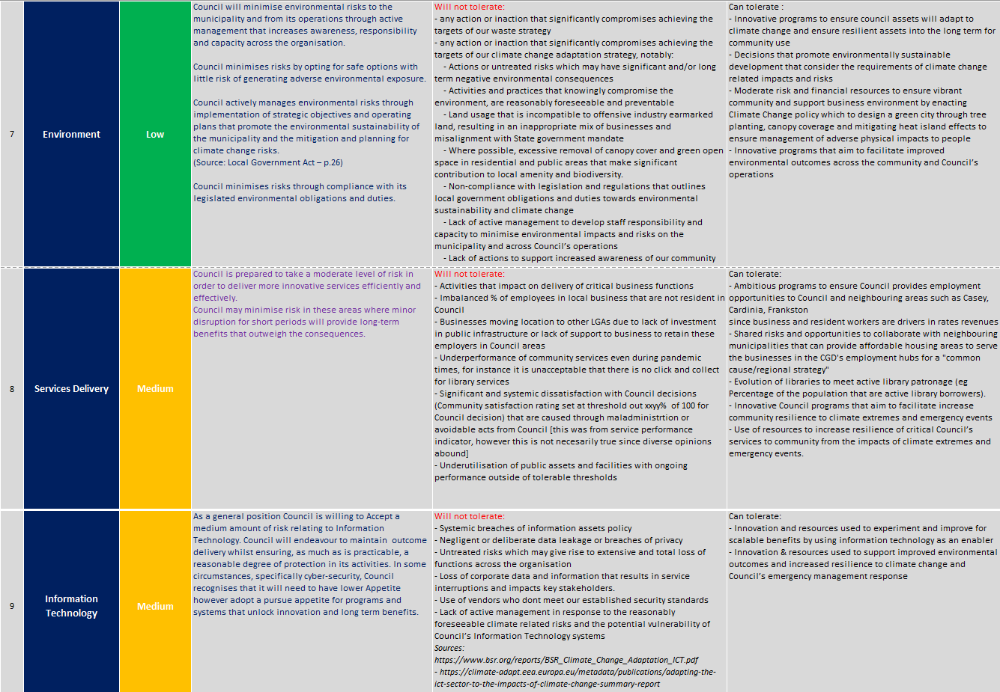 7
Environment
Low
Council will minimise environmental risks to the
municipality and from its operations through active
management that increases awareness, responsibility
and capacity across the organisation.
Council minimises risks by opting for safe options with
little risk of generating adverse environmental exposure.
Council actively manages environmental risks through
implementation of strategic objectives and operating
plans that promote the environmental sustainability of
the municipality and the mitigation and planning for
climate change risks.
(Source: Local Government Act – p.26)
Council minimises risks through compliance with its
legislated environmental obligations and duties.
Will not tolerate:
- any action or inaction that significantly compromises achieving the
targets of our waste strategy
- any action or inaction that significantly compromises achieving the
targets of our climate change adaptation strategy, notably:
- Actions or untreated risks which may have significant and/or long
term negative environmental consequences
- Activities and practices that knowingly compromise the
environment, are reasonably foreseeable and preventable
- Land usage that is incompatible to offensive industry earmarked
land, resulting in an inappropriate mix of businesses and
misalignment with State government mandate
- Where possible, excessive removal of canopy cover and green open
space in residential and public areas that make significant
contribution to local amenity and biodiversity.
- Non-compliance with legislation and regulations that outlines
local government obligations and duties towards environmental
sustainability and climate change
- Lack of active management to develop staff responsibility and
capacity to minimise environmental impacts and risks on the
municipality and across Council's operations
- Lack of actions to support increased awareness of our community
Can tolerate :
- Innovative programs to ensure council assets will adapt to
climate change and ensure resilient assets into the long term for
community use
- Decisions that promote environmentally sustainable
development that consider the requirements of climate change
related impacts and risks
- Moderate risk and financial resources to ensure vibrant
community and support business environment by enacting
Climate Change policy which to design a green city through tree
planting, canopy coverage and mitigating heat island effects to
ensure management of adverse physical impacts to people
- Innovative programs that aim to facilitate improved
environmental outcomes across the community and Council's
operations
8
Services Delivery
Medium
Council is prepared to take a moderate level of risk in
order to deliver more innovative services efficiently and
effectively.
Council may minimise risk in these areas where minor
disruption for short periods will provide long-term
benefits that outweigh the consequences.
Will not tolerate:
- Activities that impact on delivery of critical business functions
- Imbalanced % of employees in local business that are not resident in
Council
- Businesses moving location to other LGAs due to lack of investment
in public infrastructure or lack of support to business to retain these
employers in Council areas
- Underperformance of community services even during pandemic
times, for instance it is unacceptable that there is no click and collect
for library services
- Significant and systemic dissatisfaction with Council decisions
(Community satisfaction rating set at threshold out xxyy%  of 100 for
Council decision) that are caused through maladministrtion or
avoidable acts from Council [this was from service performance
indicator, however this is not necesarily true since diverse opinions
abound]
- Underutilisation of public assets and facilities with ongoing
performance outside of tolerable thresholds
Can tolerate:
- Ambitious programs to ensure Council provides employment
opportunities to Council and neighbouring areas such as Casey,
Cardinia, Frankston
since business and resident workers are drivers in rates revenues
- Shared risks and opportunities to collaborate with neighbouring
municipalities that can provide affordable housing areas to serve
the businesses in the CGD's employment hubs for a "common
cause/regional strategy"
- Evolution of libraries to meet active library patronage (eg
Percentage of the population that are active library borrowers).
- Innovative Council programs that aim to facilitate increase
community resilience to climate extremes and emergency events
- Use of resources to increase resilience of critical Council's
services to community from the impacts of climate extremes and
emergency events.
9
Information
Technology
Medium
As a general position Council is willing to Accept a
medium amount of risk relating to Information
Technology. Council will endeavour to maintain  outcome
delivery whilst ensuring, as much as is practicable, a
reasonable degree of protection in its activities. In some
circumstances, specifically cyber-security, Council
recognises that it will need to have lower Appetite
however adopt a pursue appetite for programs and
systems that unlock innovation and long term benefits.
Will not tolerate:
- Systemic breaches of information assets policy
- Negligent or deliberate data leakage or breaches of privacy
- Untreated risks which may give rise to extensive and total loss of
functions across the organisation
- Loss of corporate data and information that results in service
interruptions and impacts key stakeholders.
- Use of vendors who dont meet our established security standards
- Lack of active management in response to the reasonably
foreseeable climate related risks and the potential vulnerability of
Council's Information Technology systems
Sources:
https://www.bsr.org/reports/BSR_Climate_Change_Adaptation_ICT.pdf
- https://climate-adapt.eea.europa.eu/metadata/publications/adapting-the-
ict-sector-to-the-impacts-of-climate-change-summary-report
Can tolerate:
- Innovation and resources used to experiment and improve for
scalable benefits by using information technology as an enabler
- Innovation & resources used to support improved environmental
outcomes and increased resilience to climate change and
Council's emergency management response